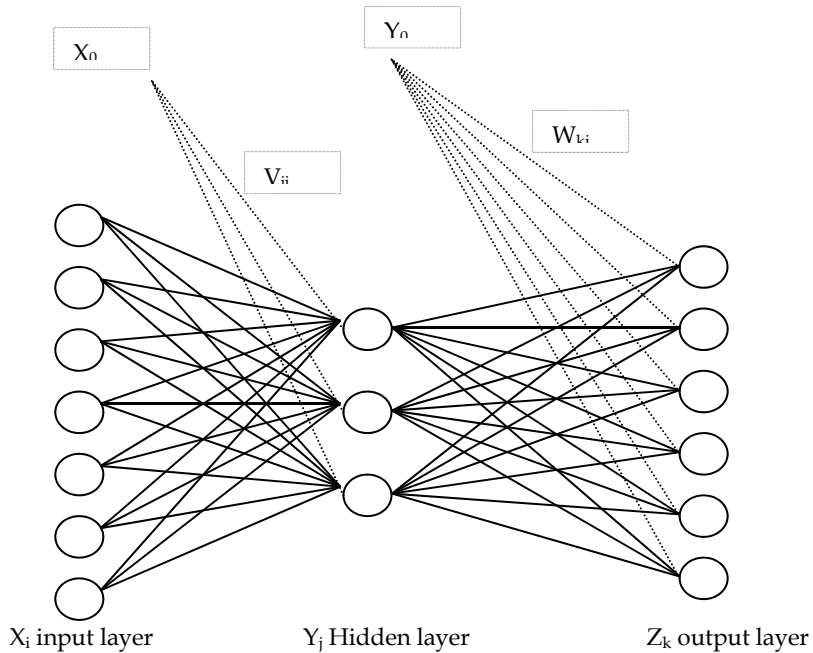 X₀
Y₀
Wₖⱼ
Vᵢⱼ
Xᵢ input layer
Yⱼ Hidden layer
Zₖ output layer